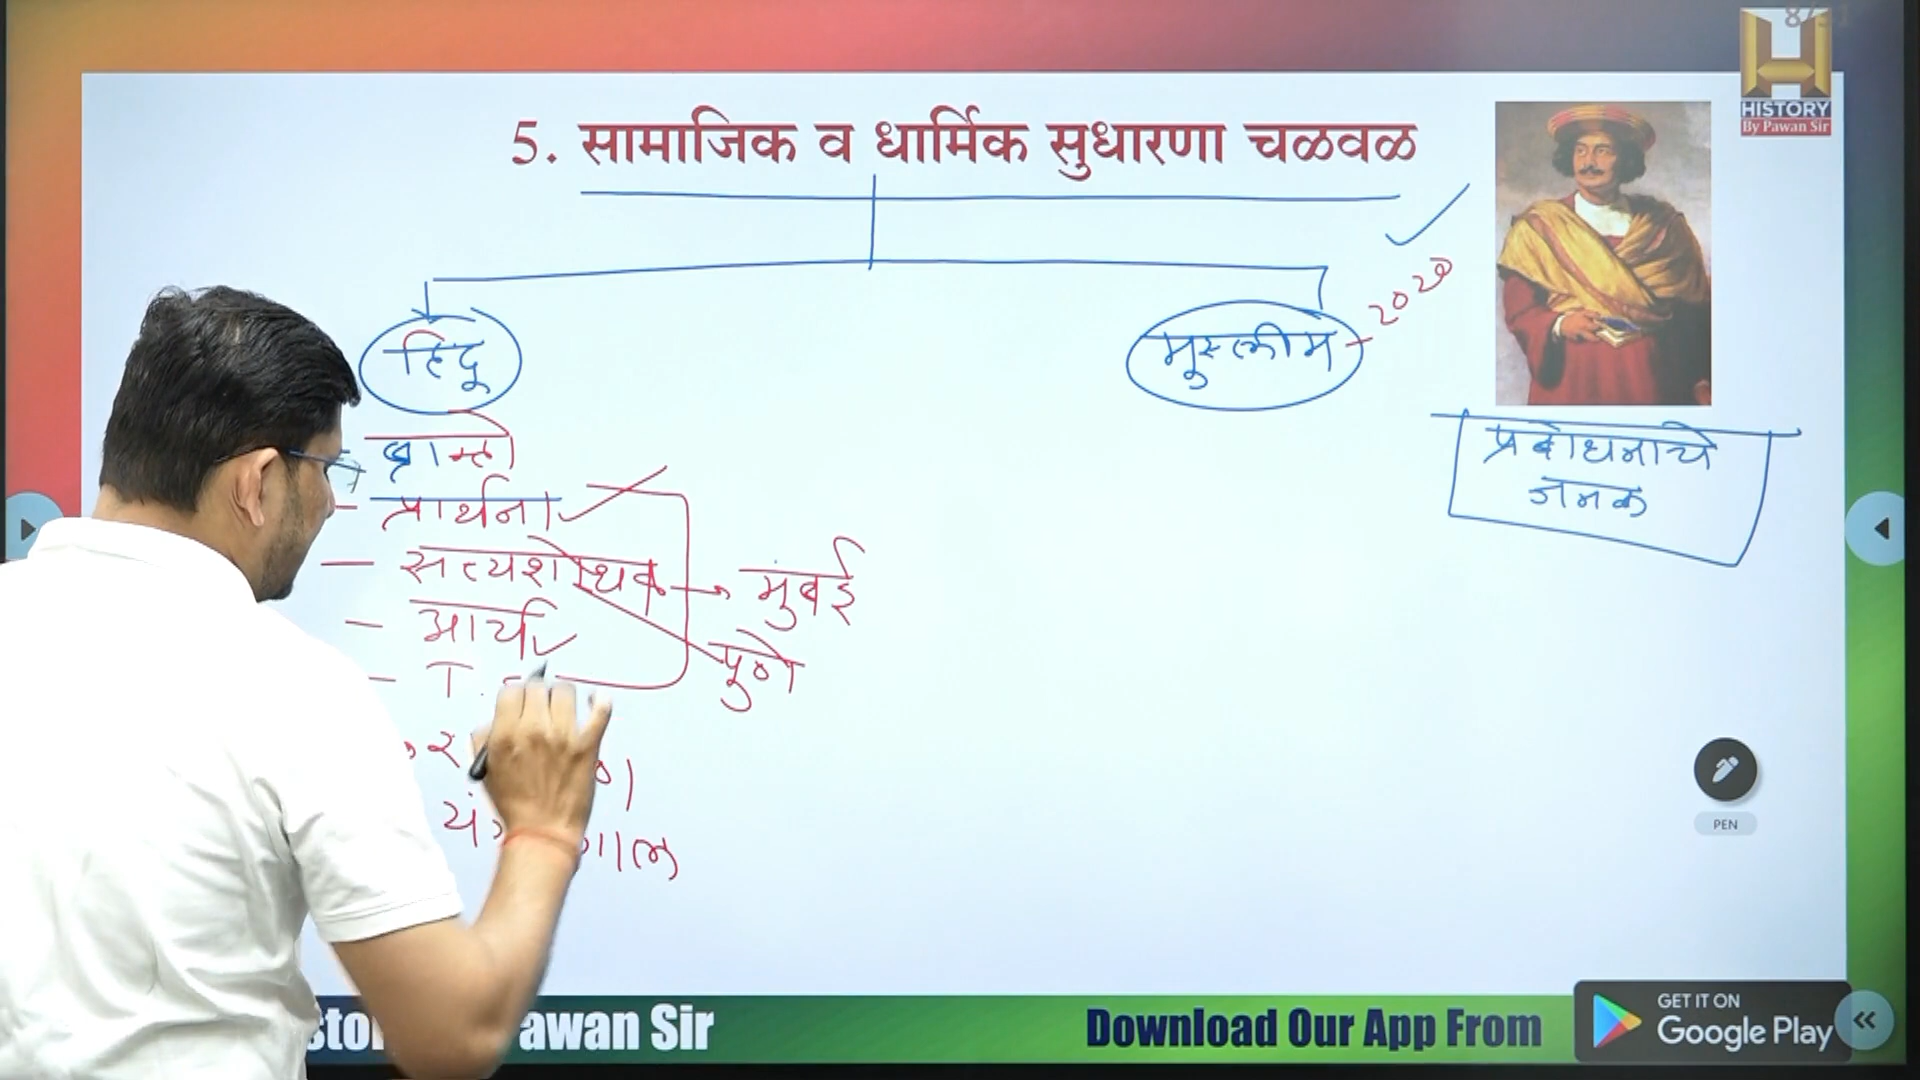 HISTORY
By Pawan Sir
5. सामाजिक व धार्मिक सुधारणा चळवळ
हिंदू
मुस्लीम - 202
ब्राम्हो
- प्रार्थना
- सत्यशोधक → मुंबई
पुणे
- आर्य
- T.
प्रबोधनाचे
जनक
PEN
awan Sir
Download Our App From
GET IT ON
Google Play